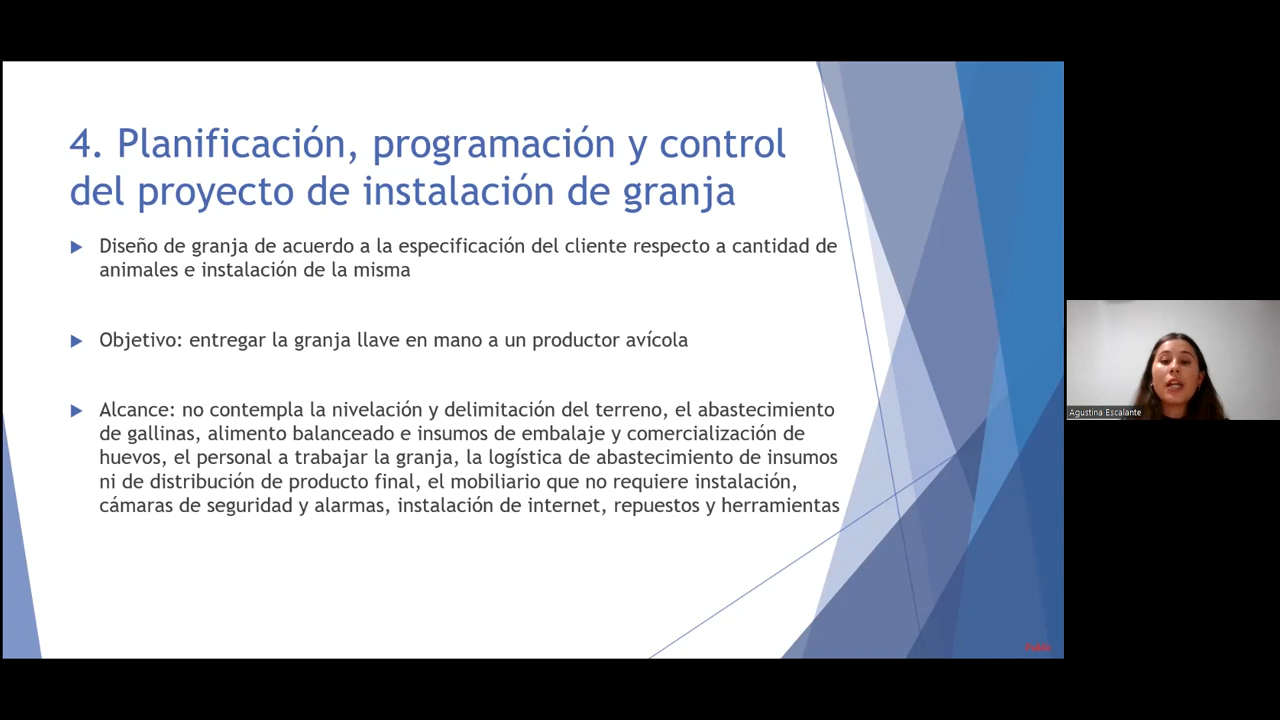 4. Planificación, programación y control
del proyecto de instalación de granja
Diseño de granja de acuerdo a la especificación del cliente respecto a cantidad de
animales e instalación de la misma
Objetivo: entregar la granja llave en mano a un productor avícola
Alcance: no contempla la nivelación y delimitación del terreno, el abastecimiento
de gallinas, alimento balanceado e insumos de embalaje y comercialización de
huevos, el personal a trabajar la granja, la logística de abastecimiento de insumos
ni de distribución de producto final, el mobiliario que no requiere instalación,
cámaras de seguridad y alarmas, instalación de internet, repuestos y herramientas
Agustina Escalante